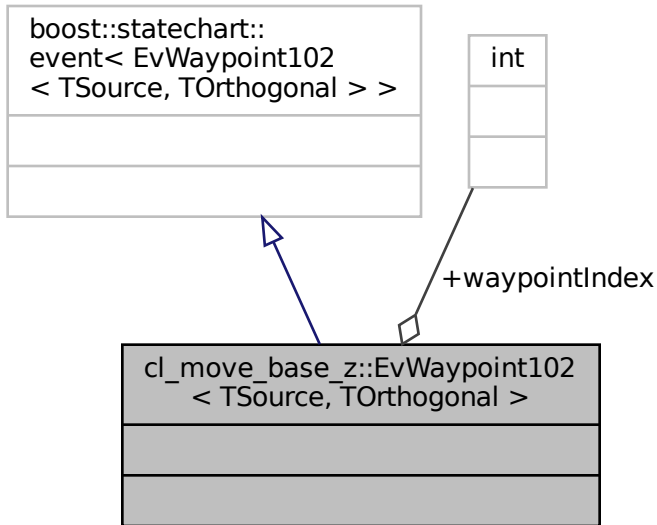 boost::statechart::
event< EvWaypoint102
< TSource, TOrthogonal > >
int
+waypointIndex
cl_move_base_z::EvWaypoint102
< TSource, TOrthogonal >